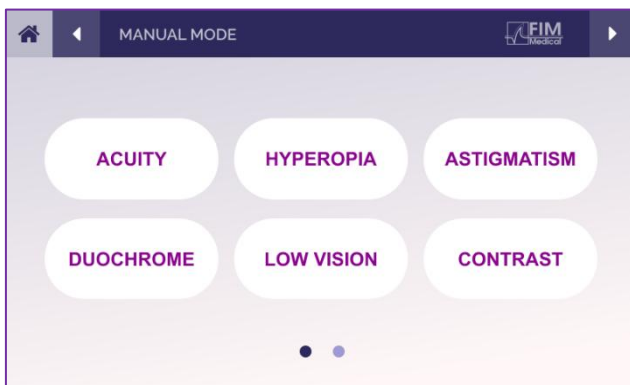 MANUAL MODE
FIM
Medical
ACUITY HYPEROPIA ASTIGMATISM
DUOCHROME LOW VISION CONTRAST